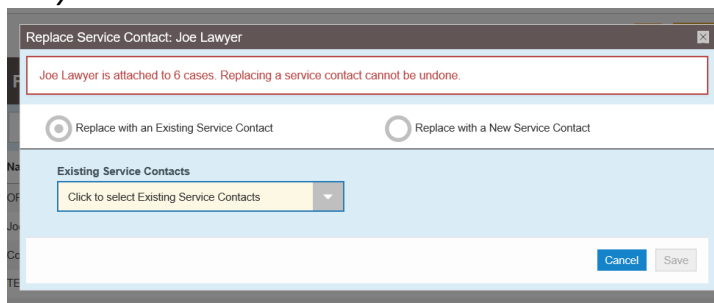 Replace Service Contact: Joe Lawyer
Joe Lawyer is attached to 6 cases. Replacing a service contact cannot be undone.
Replace with an Existing Service Contact
Replace with a New Service Contact
Existing Service Contacts
Click to select Existing Service Contacts
Cancel
Save